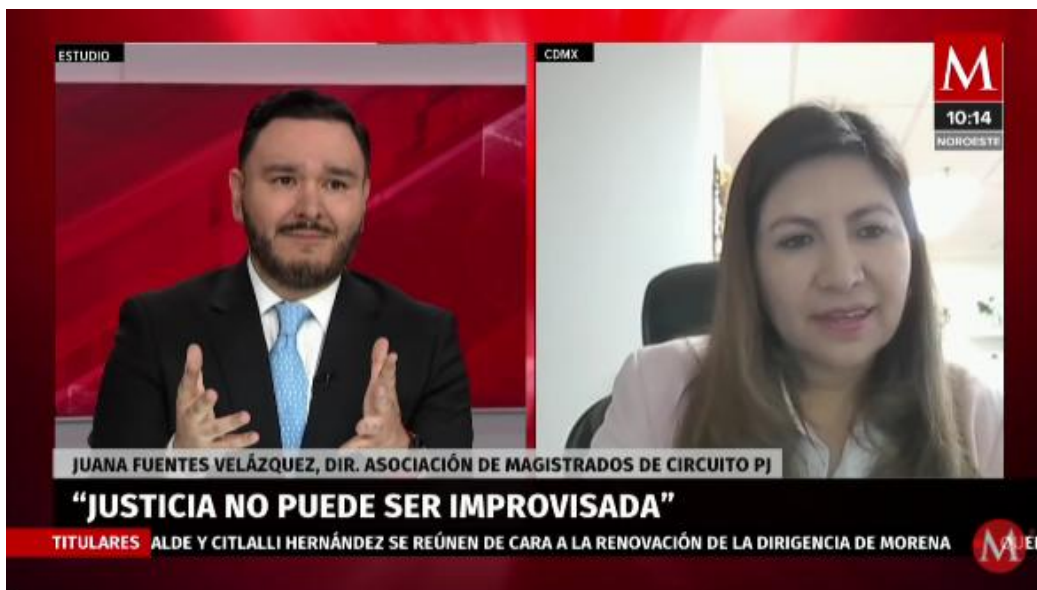 ESTUDIO
CDMX
M
10:14
NOROESTE
JUANA FUENTES VELÁZQUEZ, DIR. ASOCIACIÓN DE MAGISTRADOS DE CIRCUITO PJ
“JUSTICIA NO PUEDE SER IMPROVISADA”
TITULARES ALDE Y CITLALLI HERNÁNDEZ SE REÚNEN DE CARA A LA RENOVACIÓN DE LA DIRIGENCIA DE MORENA M